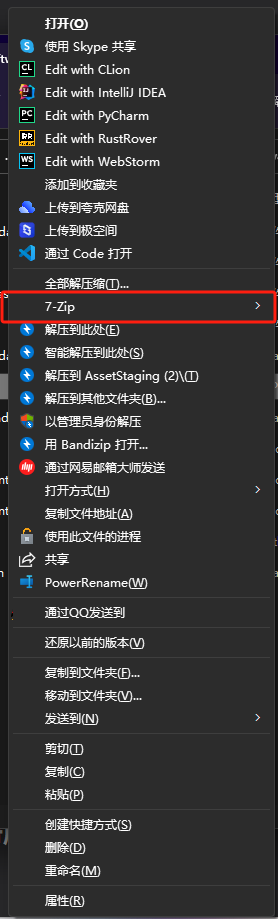 打开(O)
使用 Skype 共享
Edit with CLion
Edit with IntelliJ IDEA
Edit with PyCharm
Edit with RustRover
Edit with WebStorm
添加到收藏夹
上传到夸克网盘
上传到极空间
通过 Code 打开
全部解压缩(T)...
7-Zip
解压到此处(E)
智能解压到此处(S)
解压到 AssetStaging (2)\(T)
解压到其他文件夹(B)...
以管理员身份解压
用 Bandizip 打开...
通过网易邮箱大师发送
打开方式(H)
复制文件地址(A)
使用此文件的进程
共享
PowerRename(W)
通过QQ发送到
还原以前的版本(V)
复制到文件夹(F)...
移动到文件夹(V)...
发送到(N)
剪切(T)
复制(C)
粘贴(P)
创建快捷方式(S)
删除(D)
重命名(M)
属性(R)